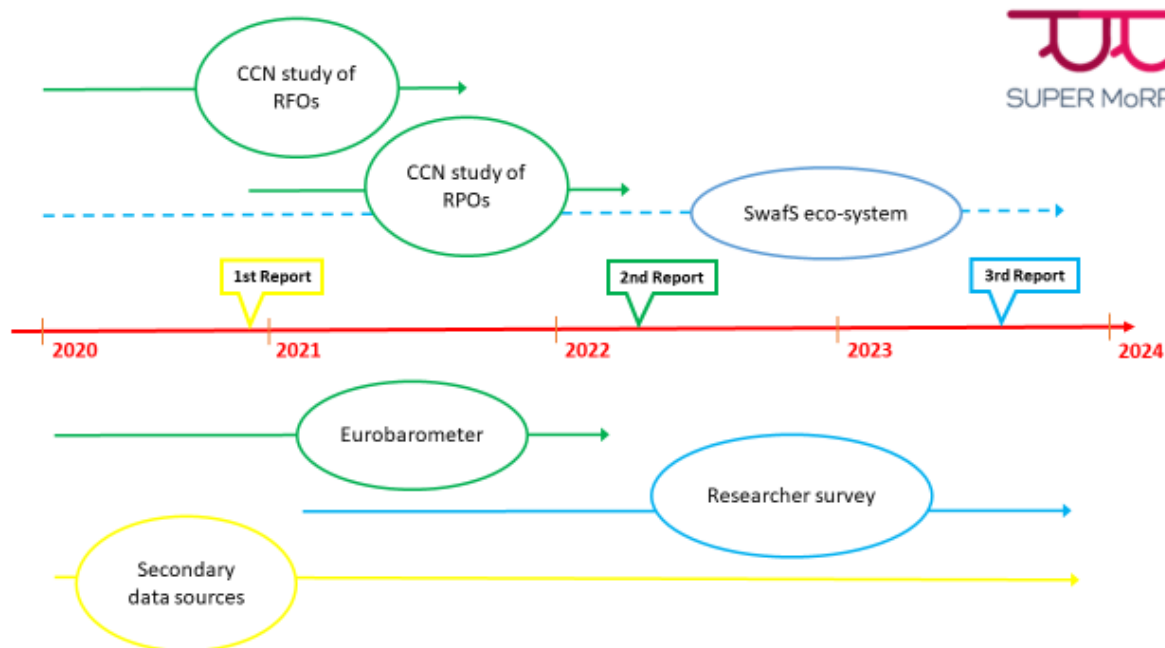 CCN study of
RFOs
SUPER MoRR
CCN study of
RPOs
SwafS eco-system
1st Report
2nd Report
3rd Report
2020
2021
2022
2023
2024
Eurobarometer
Researcher survey
Secondary
data sources